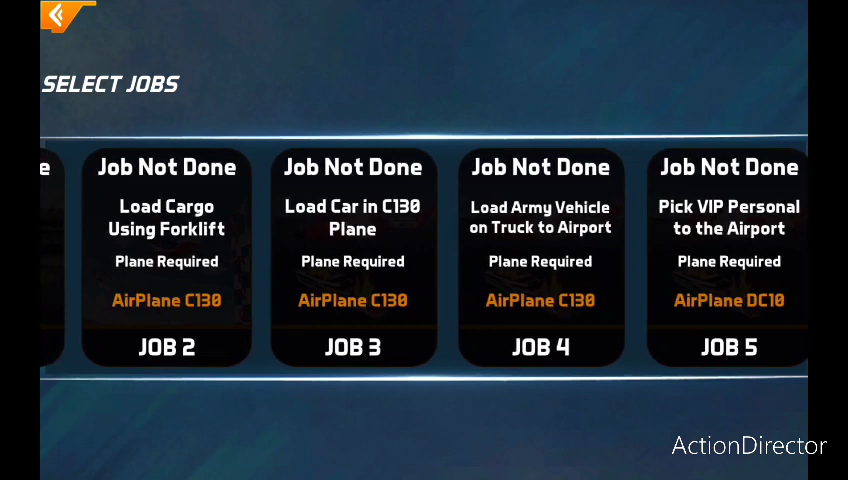 SELECT JOBS
e
Job Not Done
Load Cargo
Using Forklift
Plane Required
AirPlane C130
JOB 2
Job Not Done
Load Car in C130
Plane
Plane Required
AirPlane C130
JOB 3
Job Not Done
Load Army Vehicle
on Truck to Airport
Plane Required
AirPlane C130
JOB 4
Job Not Done
Pick VIP Personal
to the Airport
Plane Required
AirPlane DC10
JOB 5
ActionDirector